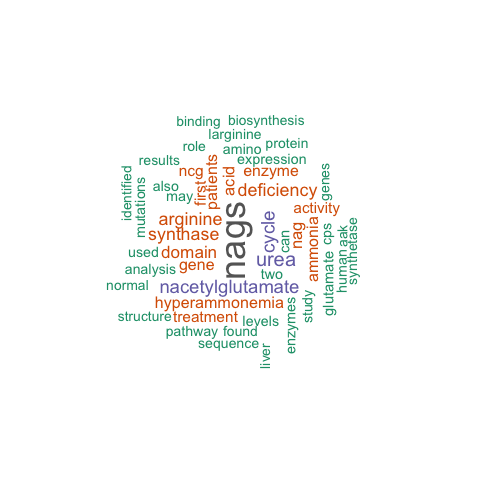 binding biosynthesis
larginine
role amino protein
results expression
ncg acid enzyme
identified mutations also may first patients deficiency genes
arginine nags cycle activity
synthase nag ammonia
used domain urea can cps aak
analysis gene two human synthetase
normal nacetylglutamate glutamate
hyperammonemia study
structure treatment levels enzymes
pathway found
sequence
liver